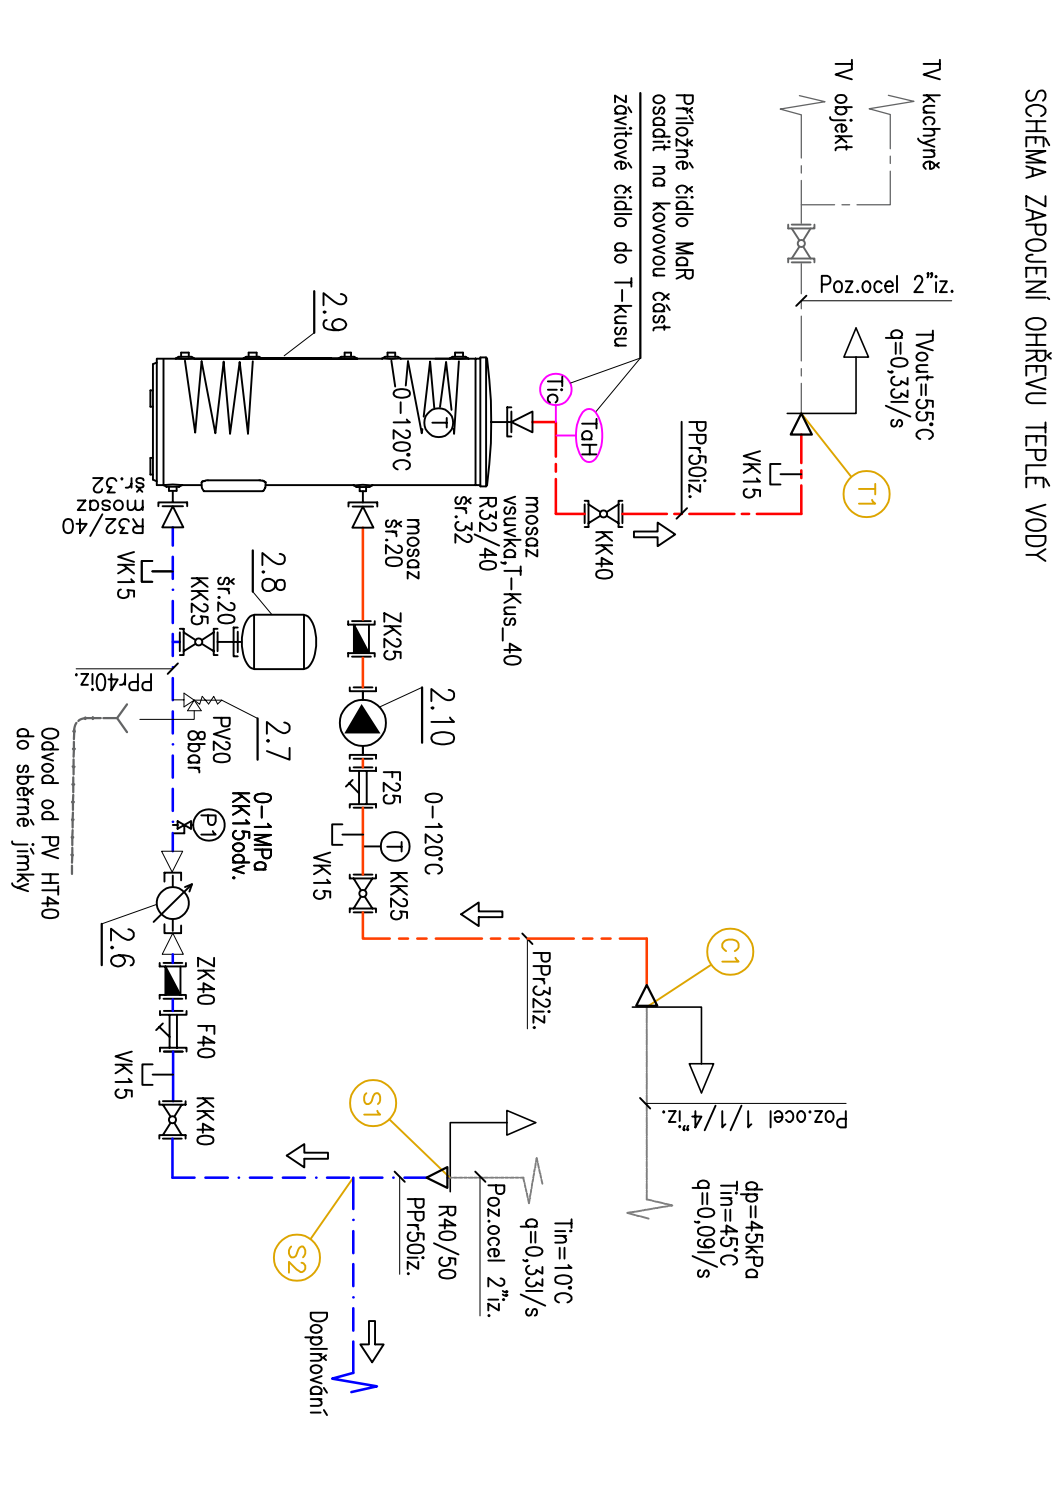 SCHÉMA ZAPOJENÍ OHŘEVU TEPLÉ VODY
TV kuchyně
TV objekt
Poz.ocel 2"iz.
TVout=55°C
q=0,33l/s
T1
VK15
PPr50iz.
Příložné čidlo MaR
osadit na kovovou část
závitové čidlo do T-kusu
Tic
TaH
KK40
mosaz
vsuvka,T-Kus_40
R32/40
šr.32
2.9
0-120°C
T
mosaz
šr.20
ZK25
2.10
F25
0-120°C
T
VK15
KK25
PPr32iz.
C1
Poz.ocel 1/1/4"iz.
dp=45kPa
Tin=45°C
q=0,09l/s
R32/40
mosaz
šr.32
VK15
šr.20
KK25
2.8
PPr40iz.
2.7
PV20
8bar
Odvod od PV HT40
do sběrné jímky
P1
0-1MPa
KK15odv.
2.6
ZK40
F40
VK15
KK40
S1
R40/50
PPr50iz.
Poz.ocel 2"iz.
Tin=10°C
q=0,33l/s
S2
Doplňování